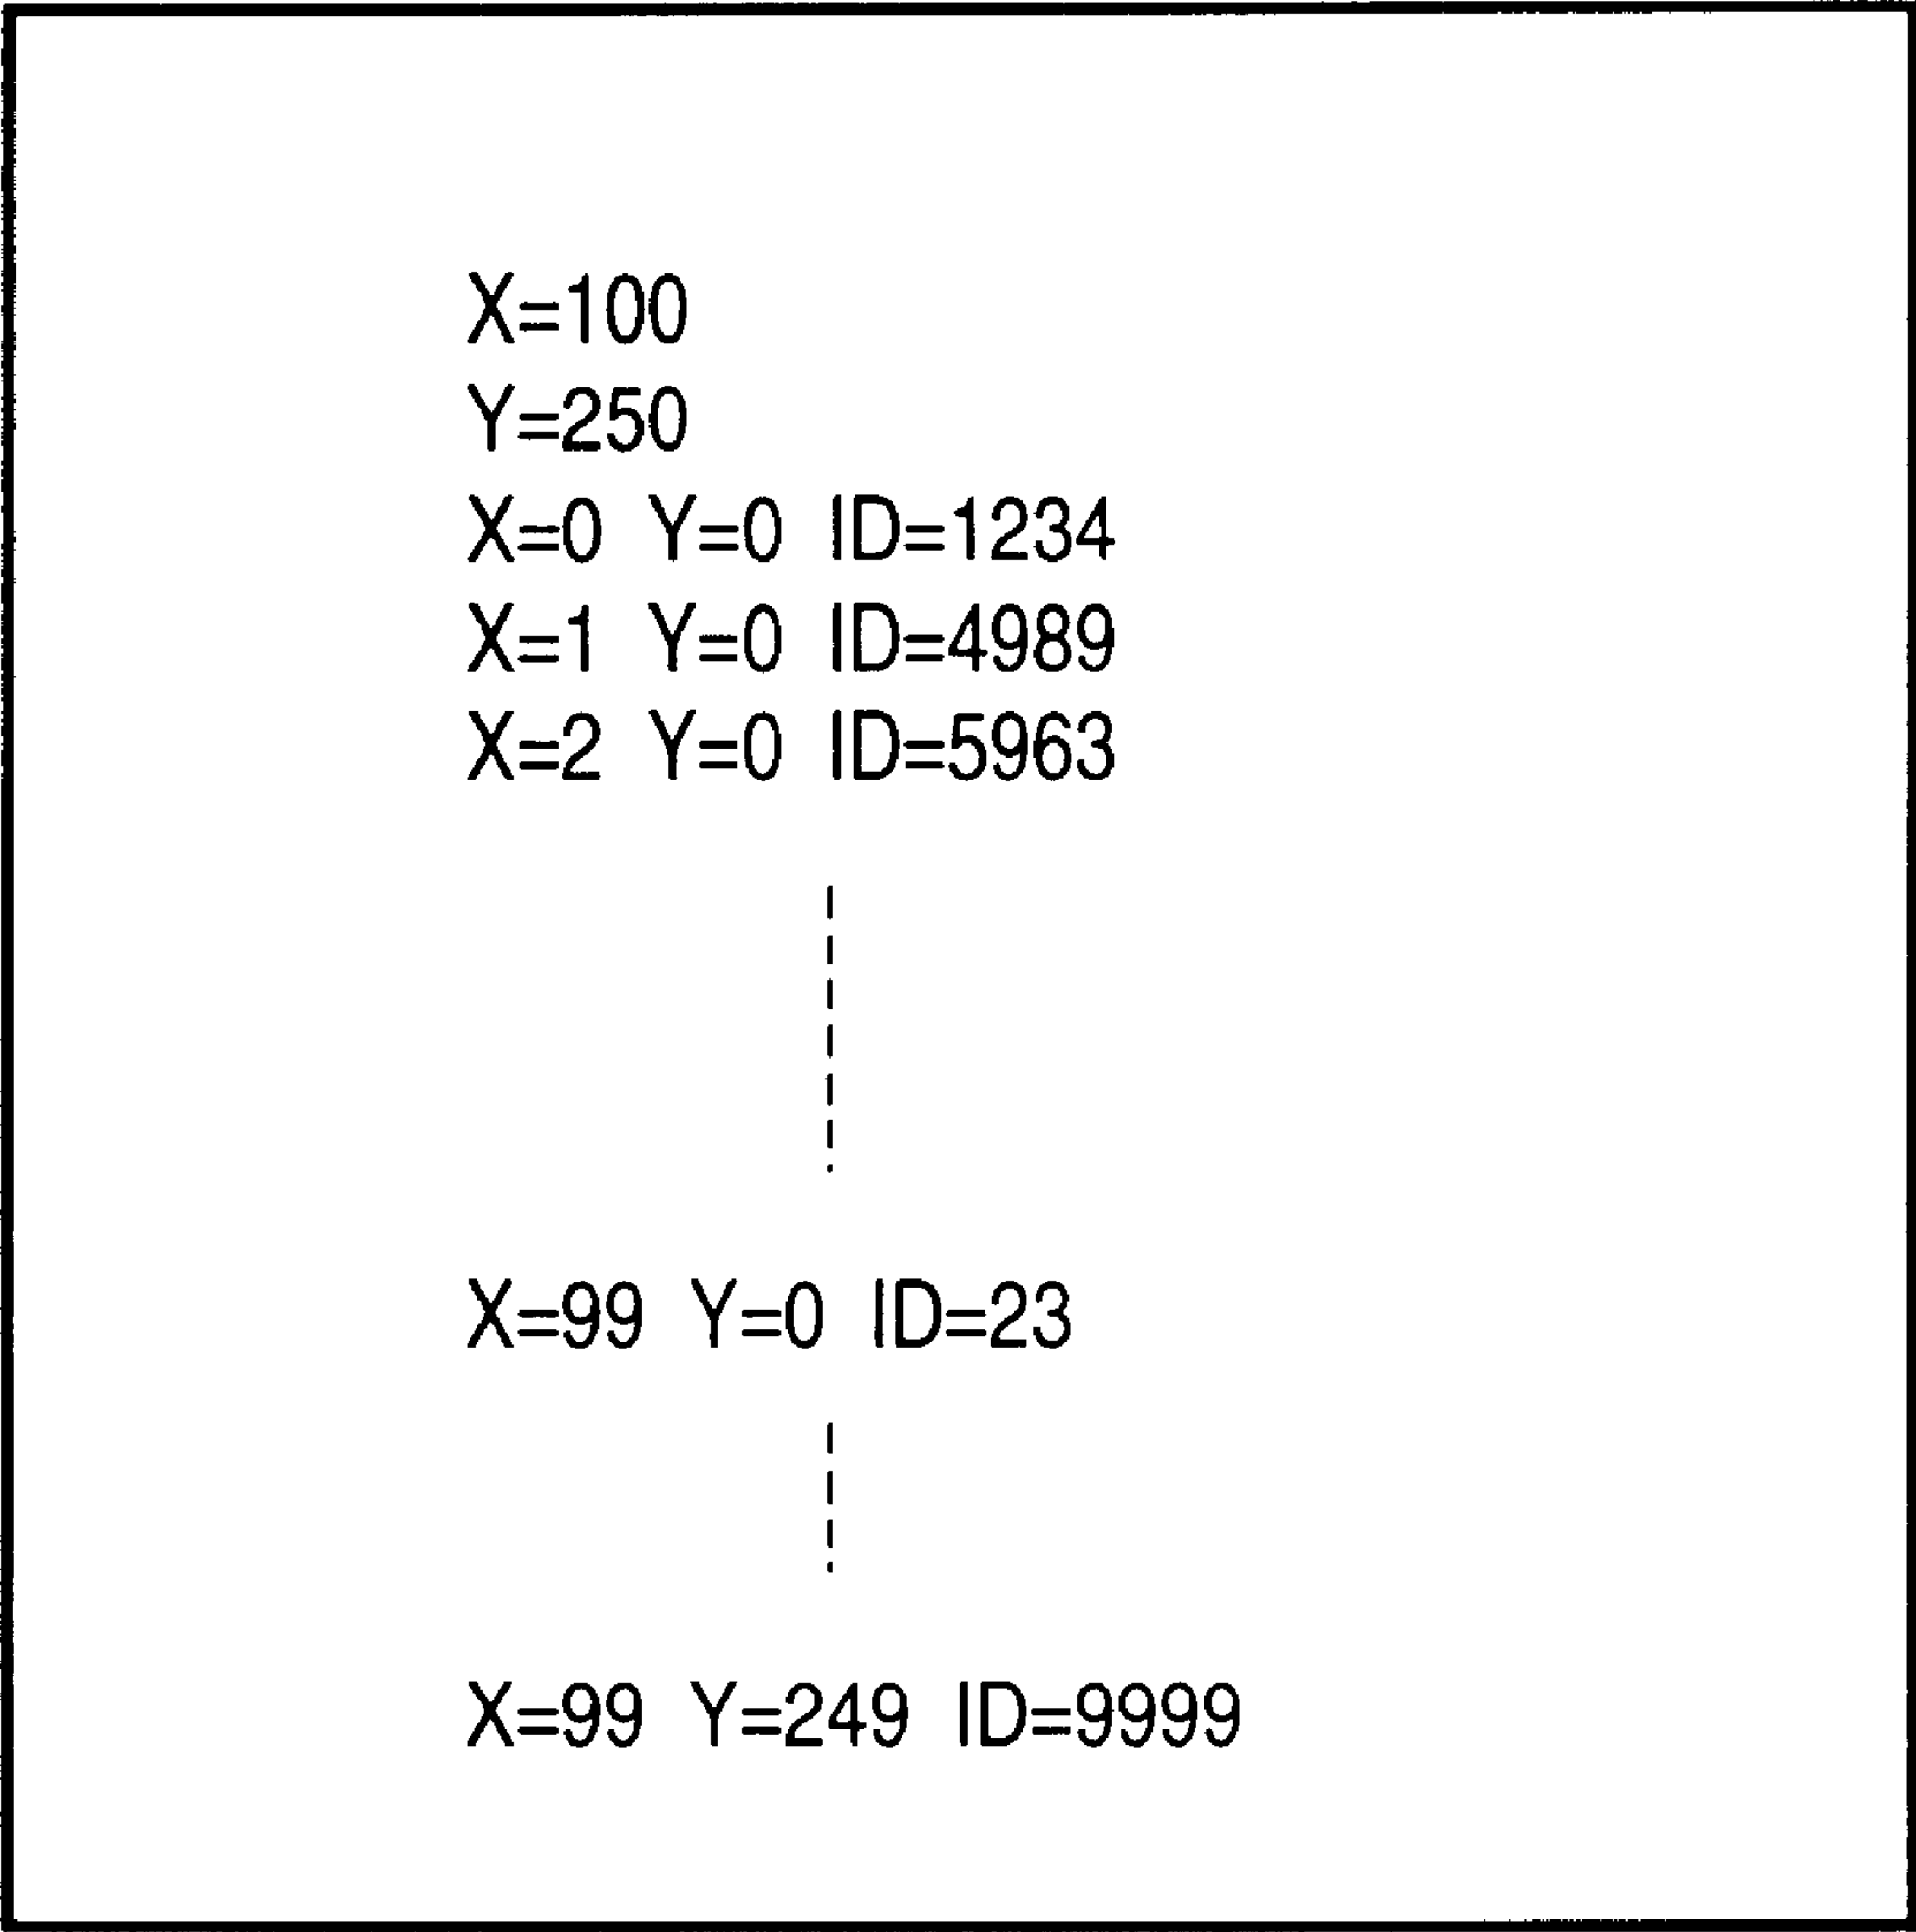 X=100
Y=250
X=0 Y=0 ID=1234
X=1 Y=0 ID=4989
X=2 Y=0 ID=5963
X=99 Y=0 ID=23
X=99 Y=249 ID=9999